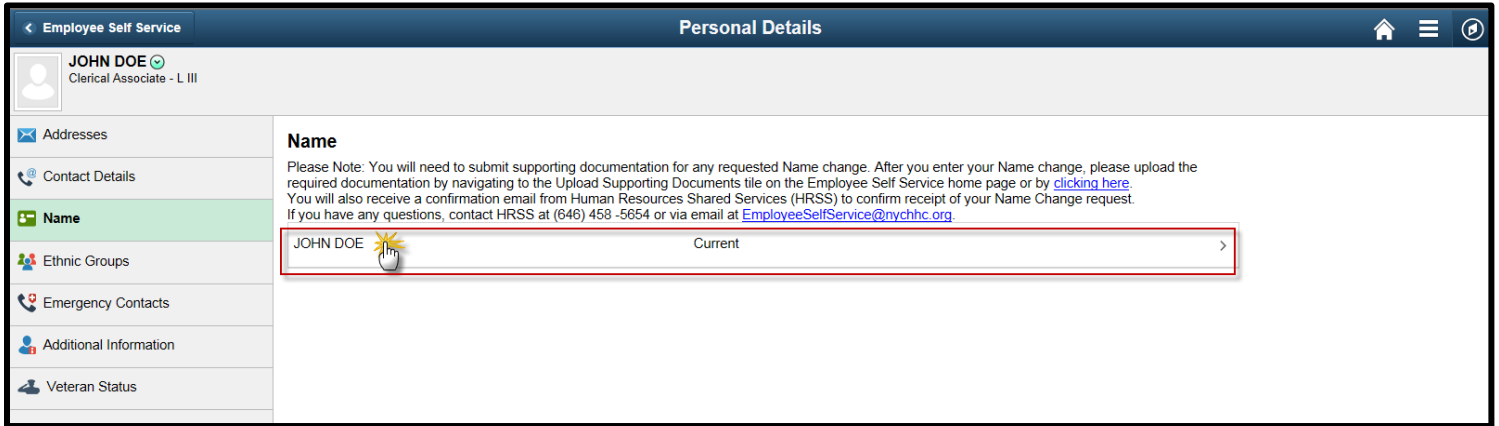 Employee Self Service
Personal Details
JOHN DOE
Clerical Associate - L III
Addresses
Contact Details
Name
Ethnic Groups
Emergency Contacts
Additional Information
Veteran Status
Name
Please Note: You will need to submit supporting documentation for any requested Name change. After you enter your Name change, please upload the
required documentation by navigating to the Upload Supporting Documents tile on the Employee Self Service home page or by clicking here.
You will also receive a confirmation email from Human Resources Shared Services (HRSS) to confirm receipt of your Name Change request.
If you have any questions, contact HRSS at (646) 458 -5654 or via email at EmployeeSelfService@nychhc.org.
JOHN DOE Current